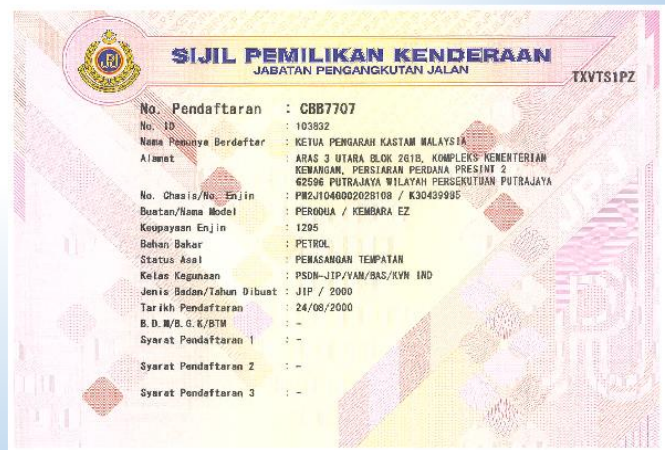 SIJIL PEMILIKAN KENDERAAN
JABATAN PENGANGKUTAN JALAN
TXVTS1PZ
No. Pendaftaran : CBB7707
No. ID : 103832
Nama Pemunya Berdaftar : KETUA PENGARAH KASTAM MALAYSIA
Alamat : ARAS 3 UTARA BLOK 2G1B, KOMPLEKS KEMENTERIAN
KEWANGAN, PERSIARAN PERDANA PRESINT 2
62596 PUTRAJAYA WILAYAH PERSEKUTUAN PUTRAJAYA
No. Chasis/No. Enjin : PM2J104G002028108 / K30439985
Buatan/Nama Model : PERODUA / KEMBARA EZ
Keupayaan Enjin : 1295
Bahan Bakar : PETROL
Status Asal : PEMASANGAN TEMPATAN
Kelas Kegunaan : PSDN-JIP/VAN/BAS/KVN IND
Jenis Badan/Tahun Dibuat : JIP / 2000
Tarikh Pendaftaran : 24/08/2000
B.D.M/B.G.K/BTM : -
Syarat Pendaftaran 1 : -
Syarat Pendaftaran 2 : -
Syarat Pendaftaran 3 : -